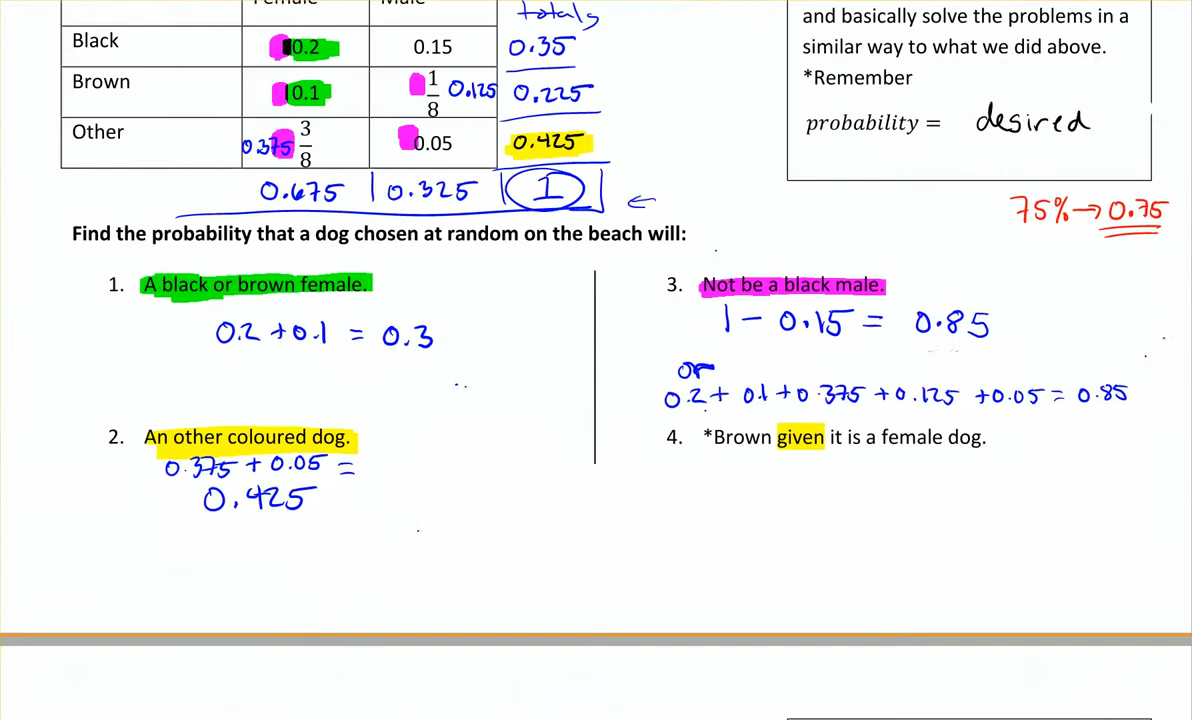 Female Male totals
Black 0.2 0.15 0.35
Brown 0.1 1/8 0.125 0.225
Other 0.375 3/8 0.05 0.425
0.675 0.325 1 ←
and basically solve the problems in a
similar way to what we did above.
*Remember
probability = desired
75% → 0.75
Find the probability that a dog chosen at random on the beach will:
1. A black or brown female.
0.2 + 0.1 = 0.3
2. An other coloured dog.
0.375 + 0.05 =
0.425
3. Not be a black male.
1 - 0.15 = 0.85
or
0.2 + 0.1 + 0.375 + 0.125 + 0.05 = 0.85
4. *Brown given it is a female dog.